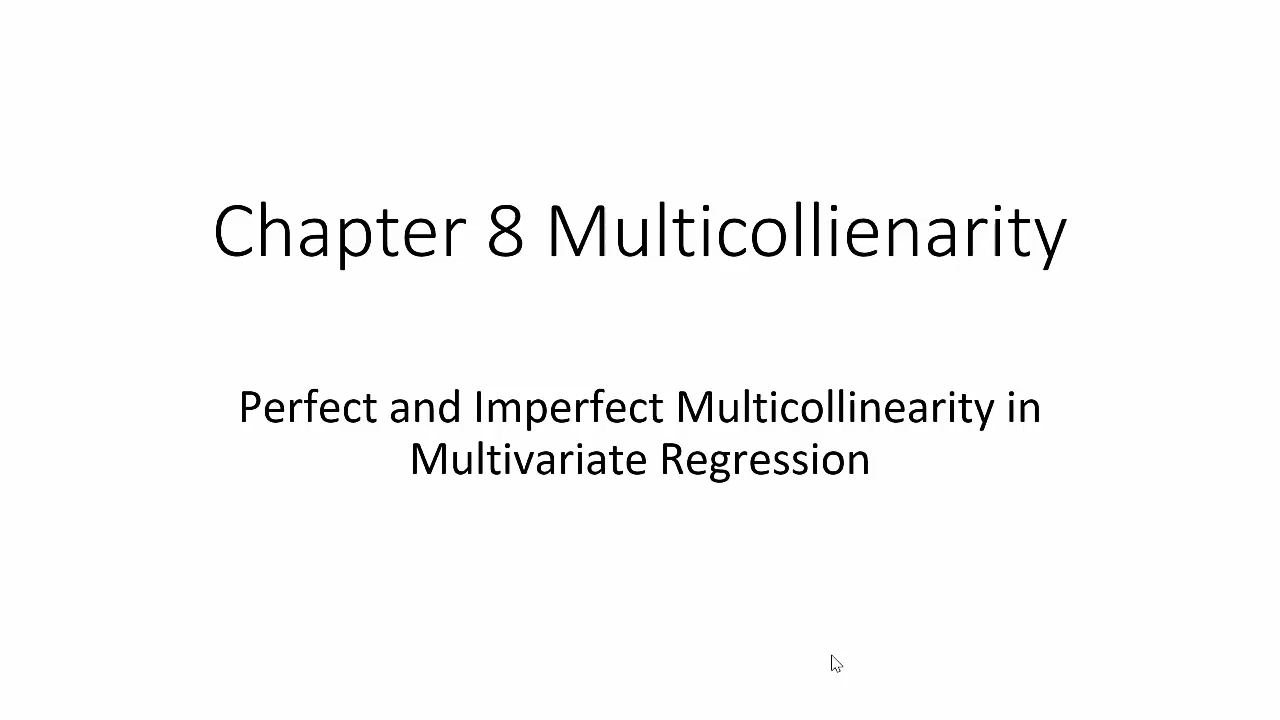 Chapter 8 Multicollienarity
Perfect and Imperfect Multicollinearity in
Multivariate Regression